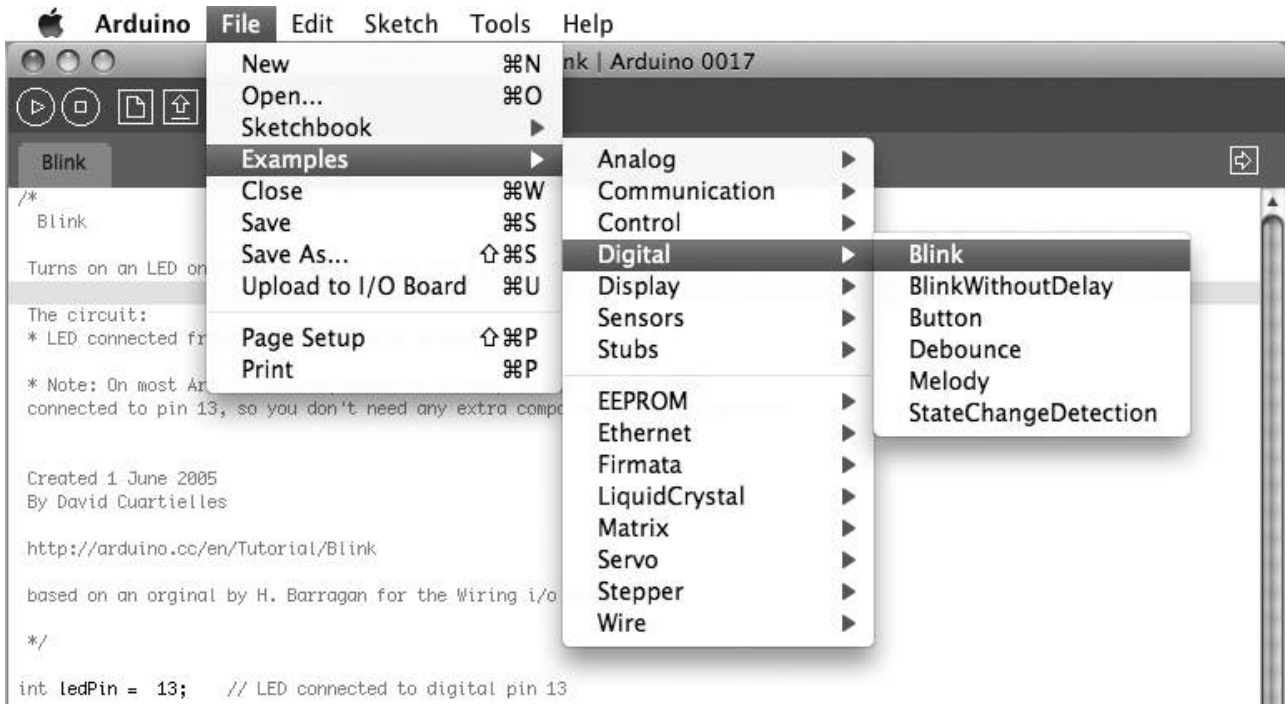 Arduino File Edit Sketch Tools Help
nk | Arduino 0017
New ⌘N
Open... ⌘O
Sketchbook
Examples
Close ⌘W
Save ⌘S
Save As... ⇧⌘S
Upload to I/O Board ⌘U
Page Setup ⇧⌘P
Print ⌘P
Analog
Communication
Control
Digital
Display
Sensors
Stubs
EEPROM
Ethernet
Firmata
LiquidCrystal
Matrix
Servo
Stepper
Wire
Blink
BlinkWithoutDelay
Button
Debounce
Melody
StateChangeDetection
Blink
/*
Blink
Turns on an LED on
The circuit:
* LED connected fr
* Note: On most Ar
connected to pin 13, so you don't need any extra compo
Created 1 June 2005
By David Cuartielles
http://arduino.cc/en/Tutorial/Blink
based on an orginal by H. Barragan for the Wiring i/o
*/
int ledPin = 13; // LED connected to digital pin 13